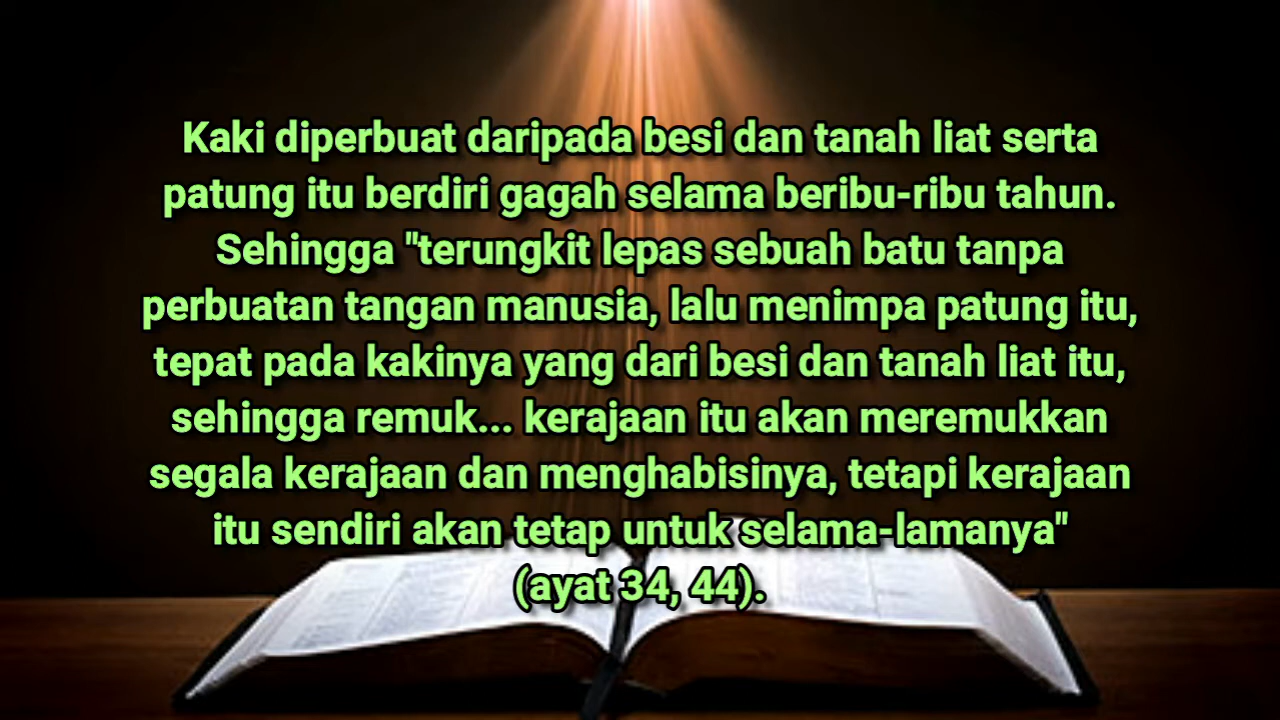 Kaki diperbuat daripada besi dan tanah liat serta
patung itu berdiri gagah selama beribu-ribu tahun.
Sehingga "terungkit lepas sebuah batu tanpa
perbuatan tangan manusia, lalu menimpa patung itu,
tepat pada kakinya yang dari besi dan tanah liat itu,
sehingga remuk... kerajaan itu akan meremukkan
segala kerajaan dan menghabisinya, tetapi kerajaan
itu sendiri akan tetap untuk selama-lamanya"
(ayat 34, 44).